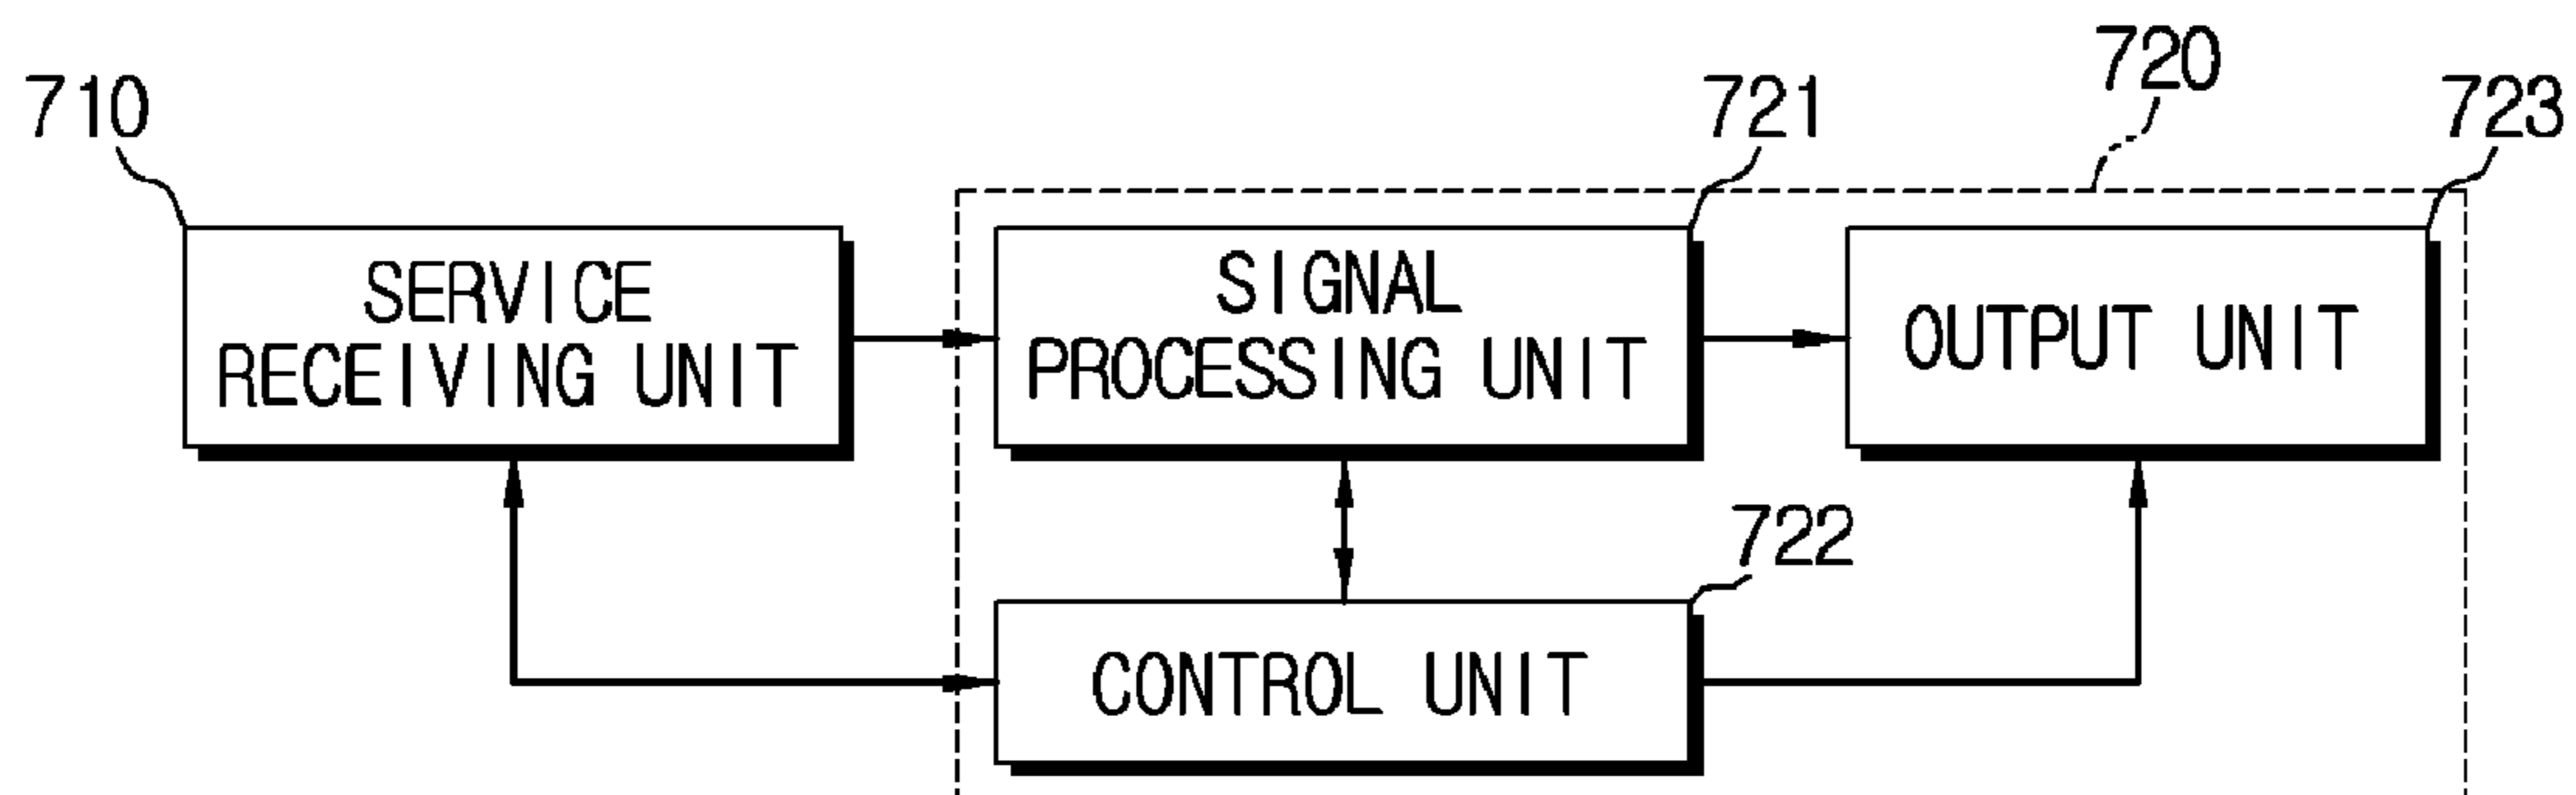 720
710
721
723
SERVICE
RECEIVING UNIT
SIGNAL
PROCESSING UNIT
OUTPUT UNIT
722
CONTROL UNIT